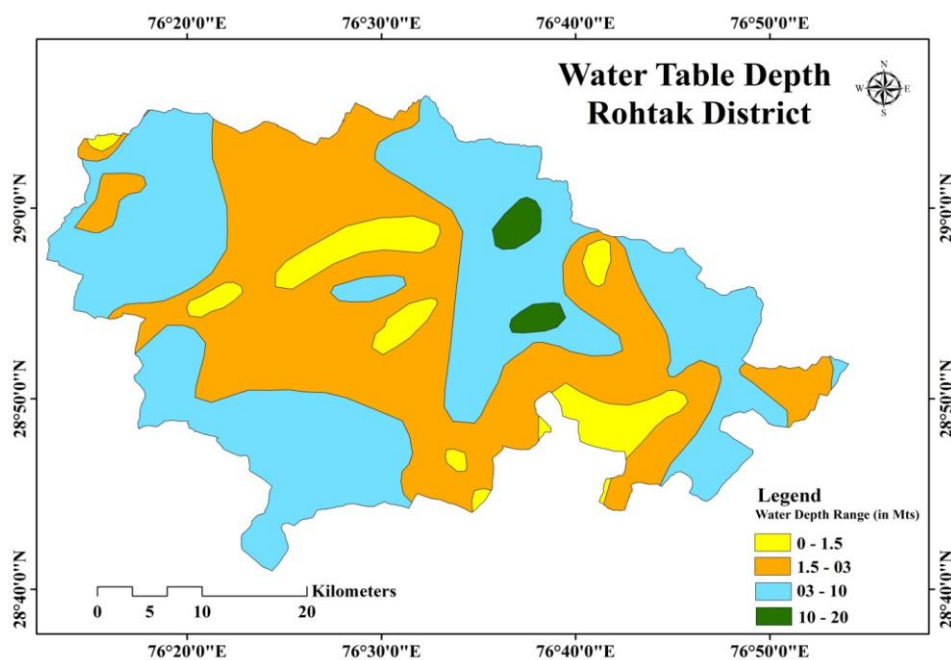 76°20'0"E 76°30'0"E 76°40'0"E 76°50'0"E
Water Table Depth
Rohtak District
N
W E
S
29°0'0"N 29°0'0"N
28°50'0"N 28°50'0"N
28°40'0"N 28°40'0"N
Legend
Water Depth Range (in Mts)
0 - 1.5
1.5 - 03
03 - 10
10 - 20
Kilometers
0 5 10 20
76°20'0"E 76°30'0"E 76°40'0"E 76°50'0"E